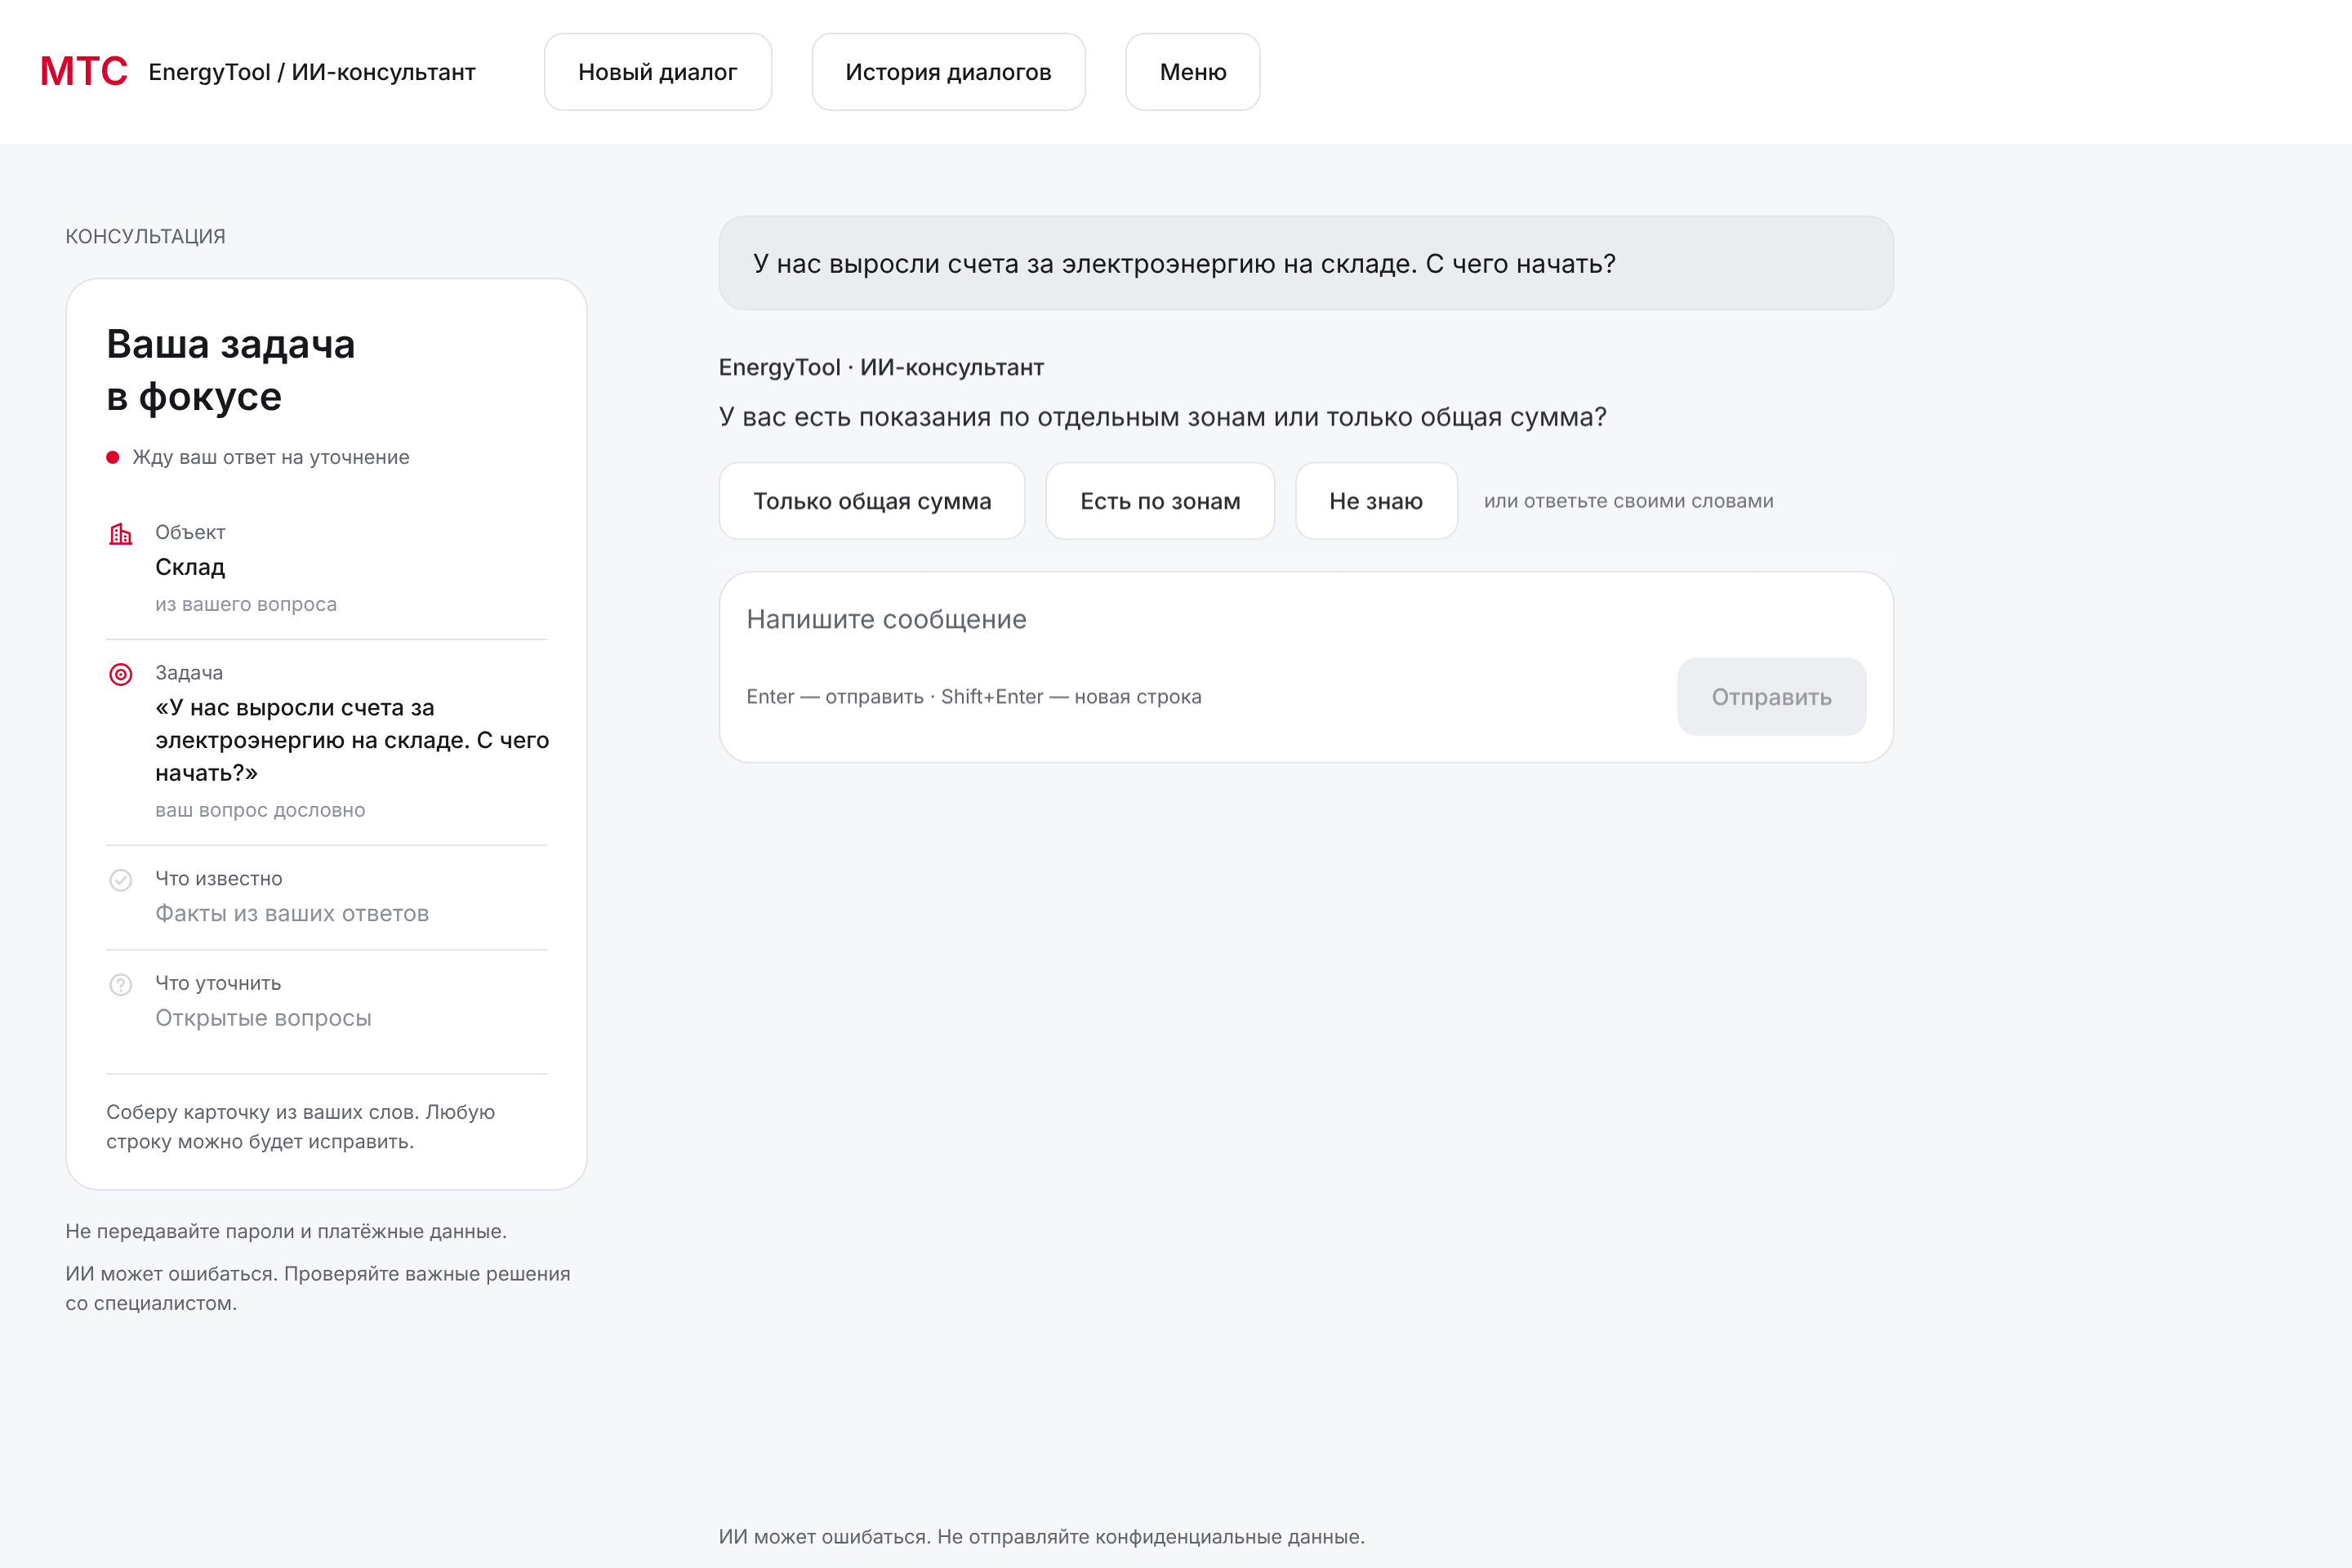 МТС EnergyTool / ИИ-консультант Новый диалог История диалогов Меню
КОНСУЛЬТАЦИЯ
Ваша задача
в фокусе
Жду ваш ответ на уточнение
Объект
Склад
из вашего вопроса
Задача
«У нас выросли счета за
электроэнергию на складе. С чего
начать?»
ваш вопрос дословно
Что известно
Факты из ваших ответов
Что уточнить
Открытые вопросы
Соберу карточку из ваших слов. Любую
строку можно будет исправить.
Не передавайте пароли и платёжные данные.
ИИ может ошибаться. Проверяйте важные решения
со специалистом.
У нас выросли счета за электроэнергию на складе. С чего начать?
EnergyTool · ИИ-консультант
У вас есть показания по отдельным зонам или только общая сумма?
Только общая сумма Есть по зонам Не знаю или ответьте своими словами
Напишите сообщение
Enter — отправить · Shift+Enter — новая строка Отправить
ИИ может ошибаться. Не отправляйте конфиденциальные данные.